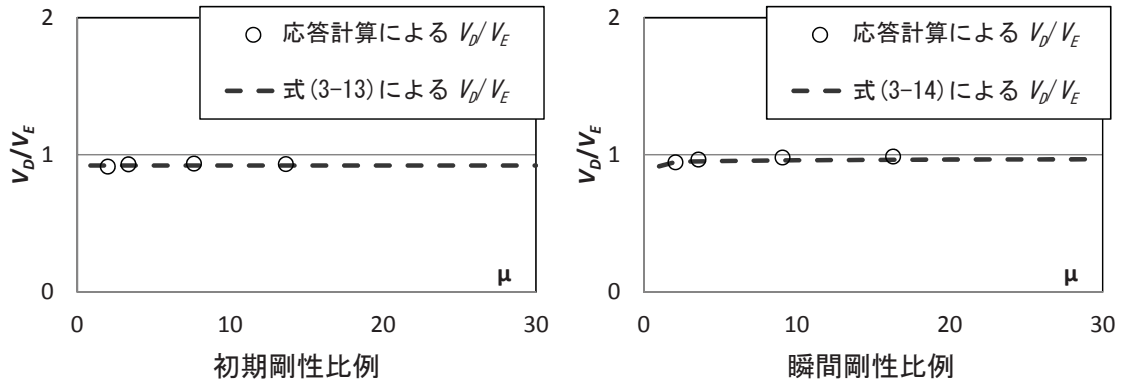 応答計算による V_D/V_E
式(3-13)による V_D/V_E
2
1
0
V_D/V_E
μ
0 10 20 30
初期剛性比例
応答計算による V_D/V_E
式(3-14)による V_D/V_E
2
1
0
V_D/V_E
μ
0 10 20 30
瞬間剛性比例